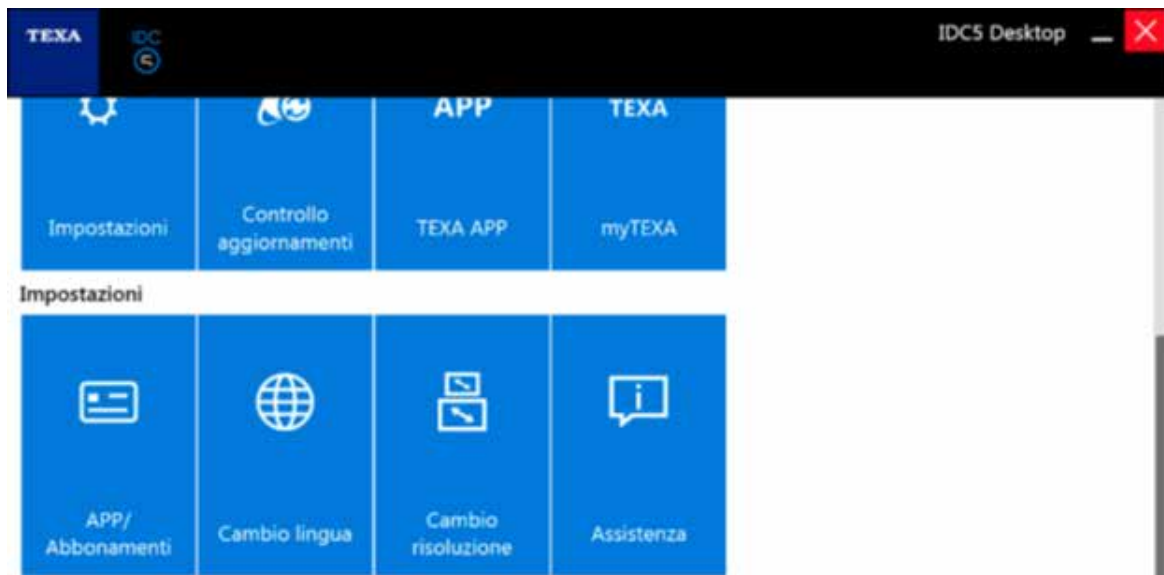 TEXA
IDC
5
IDC5 Desktop
APP
TEXA
Impostazioni
Controllo
aggiornamenti
TEXA APP
myTEXA
Impostazioni
APP/
Abbonamenti
Cambio lingua
Cambio
risoluzione
Assistenza